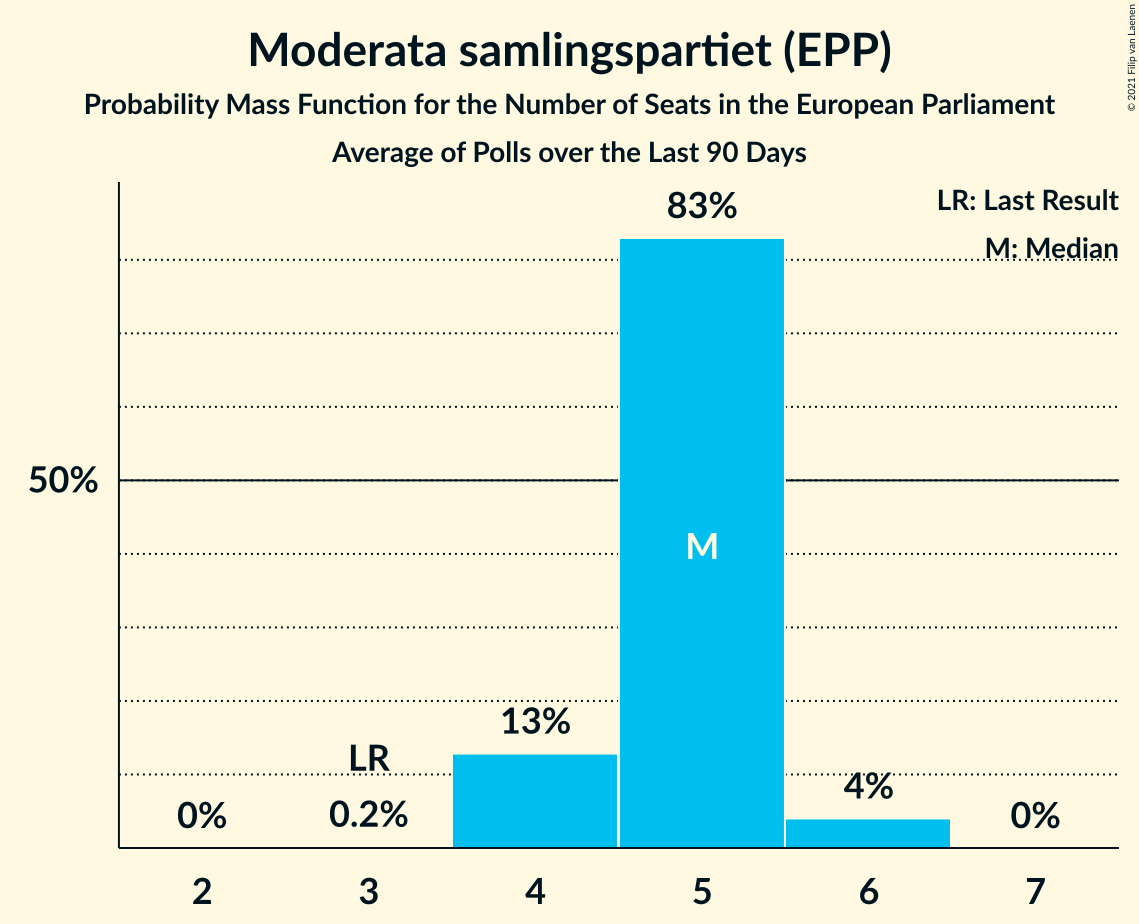 Moderata samlingspartiet (EPP)
Probability Mass Function for the Number of Seats in the European Parliament
Average of Polls over the Last 90 Days
© 2021 Filip van Laenen
LR: Last Result
M: Median
83%
50%
M
13%
LR
4%
0%
0.2%
0%
2 3 4 5 6 7